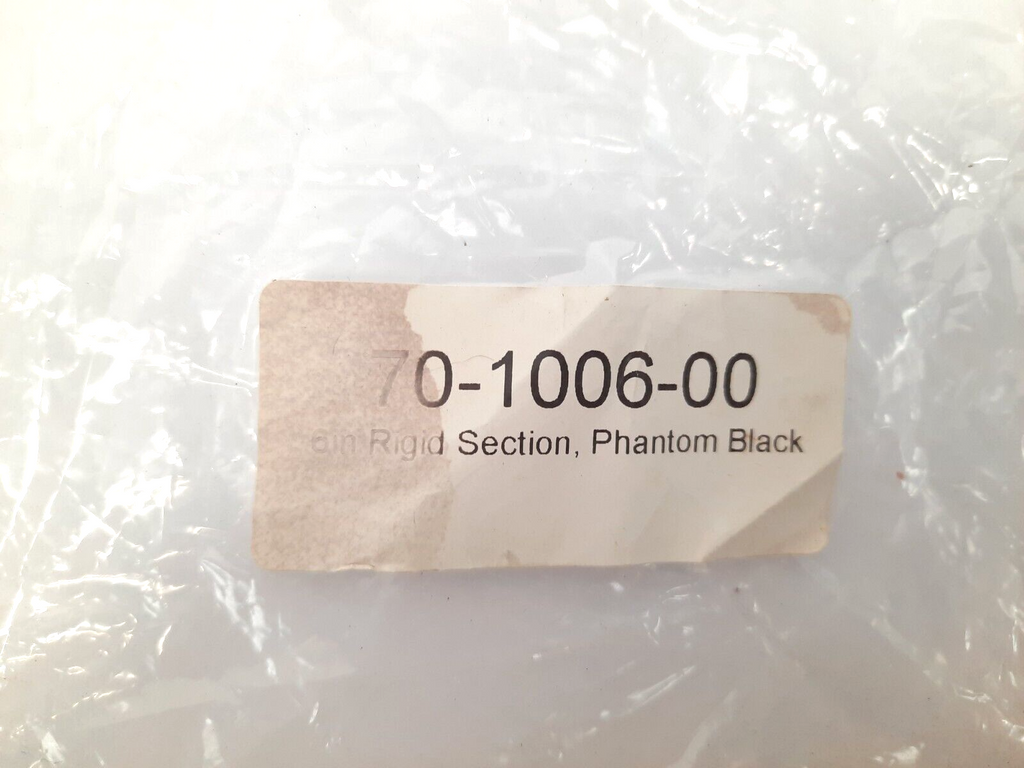 70-1006-00
Rigid Section, Phantom Black